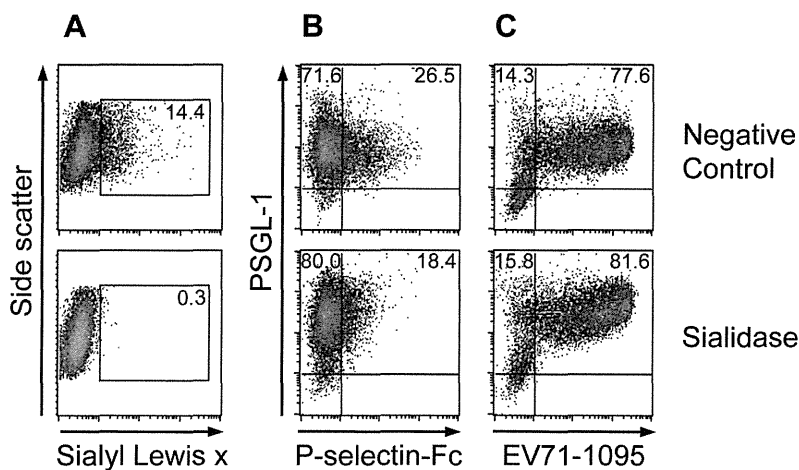 A
B
C
14.4
71.6
26.5
14.3
77.6
Negative
Control
Side scatter
PSGL-1
0.3
80.0
18.4
15.8
81.6
Sialidase
Sialyl Lewis x
P-selectin-Fc
EV71-1095